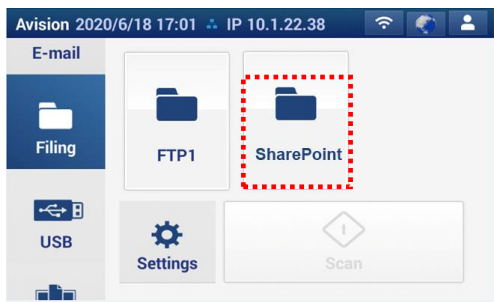 Avision 2020/6/18 17:01 IP 10.1.22.38
E-mail
Filing
FTP1
SharePoint
USB
Settings
Scan